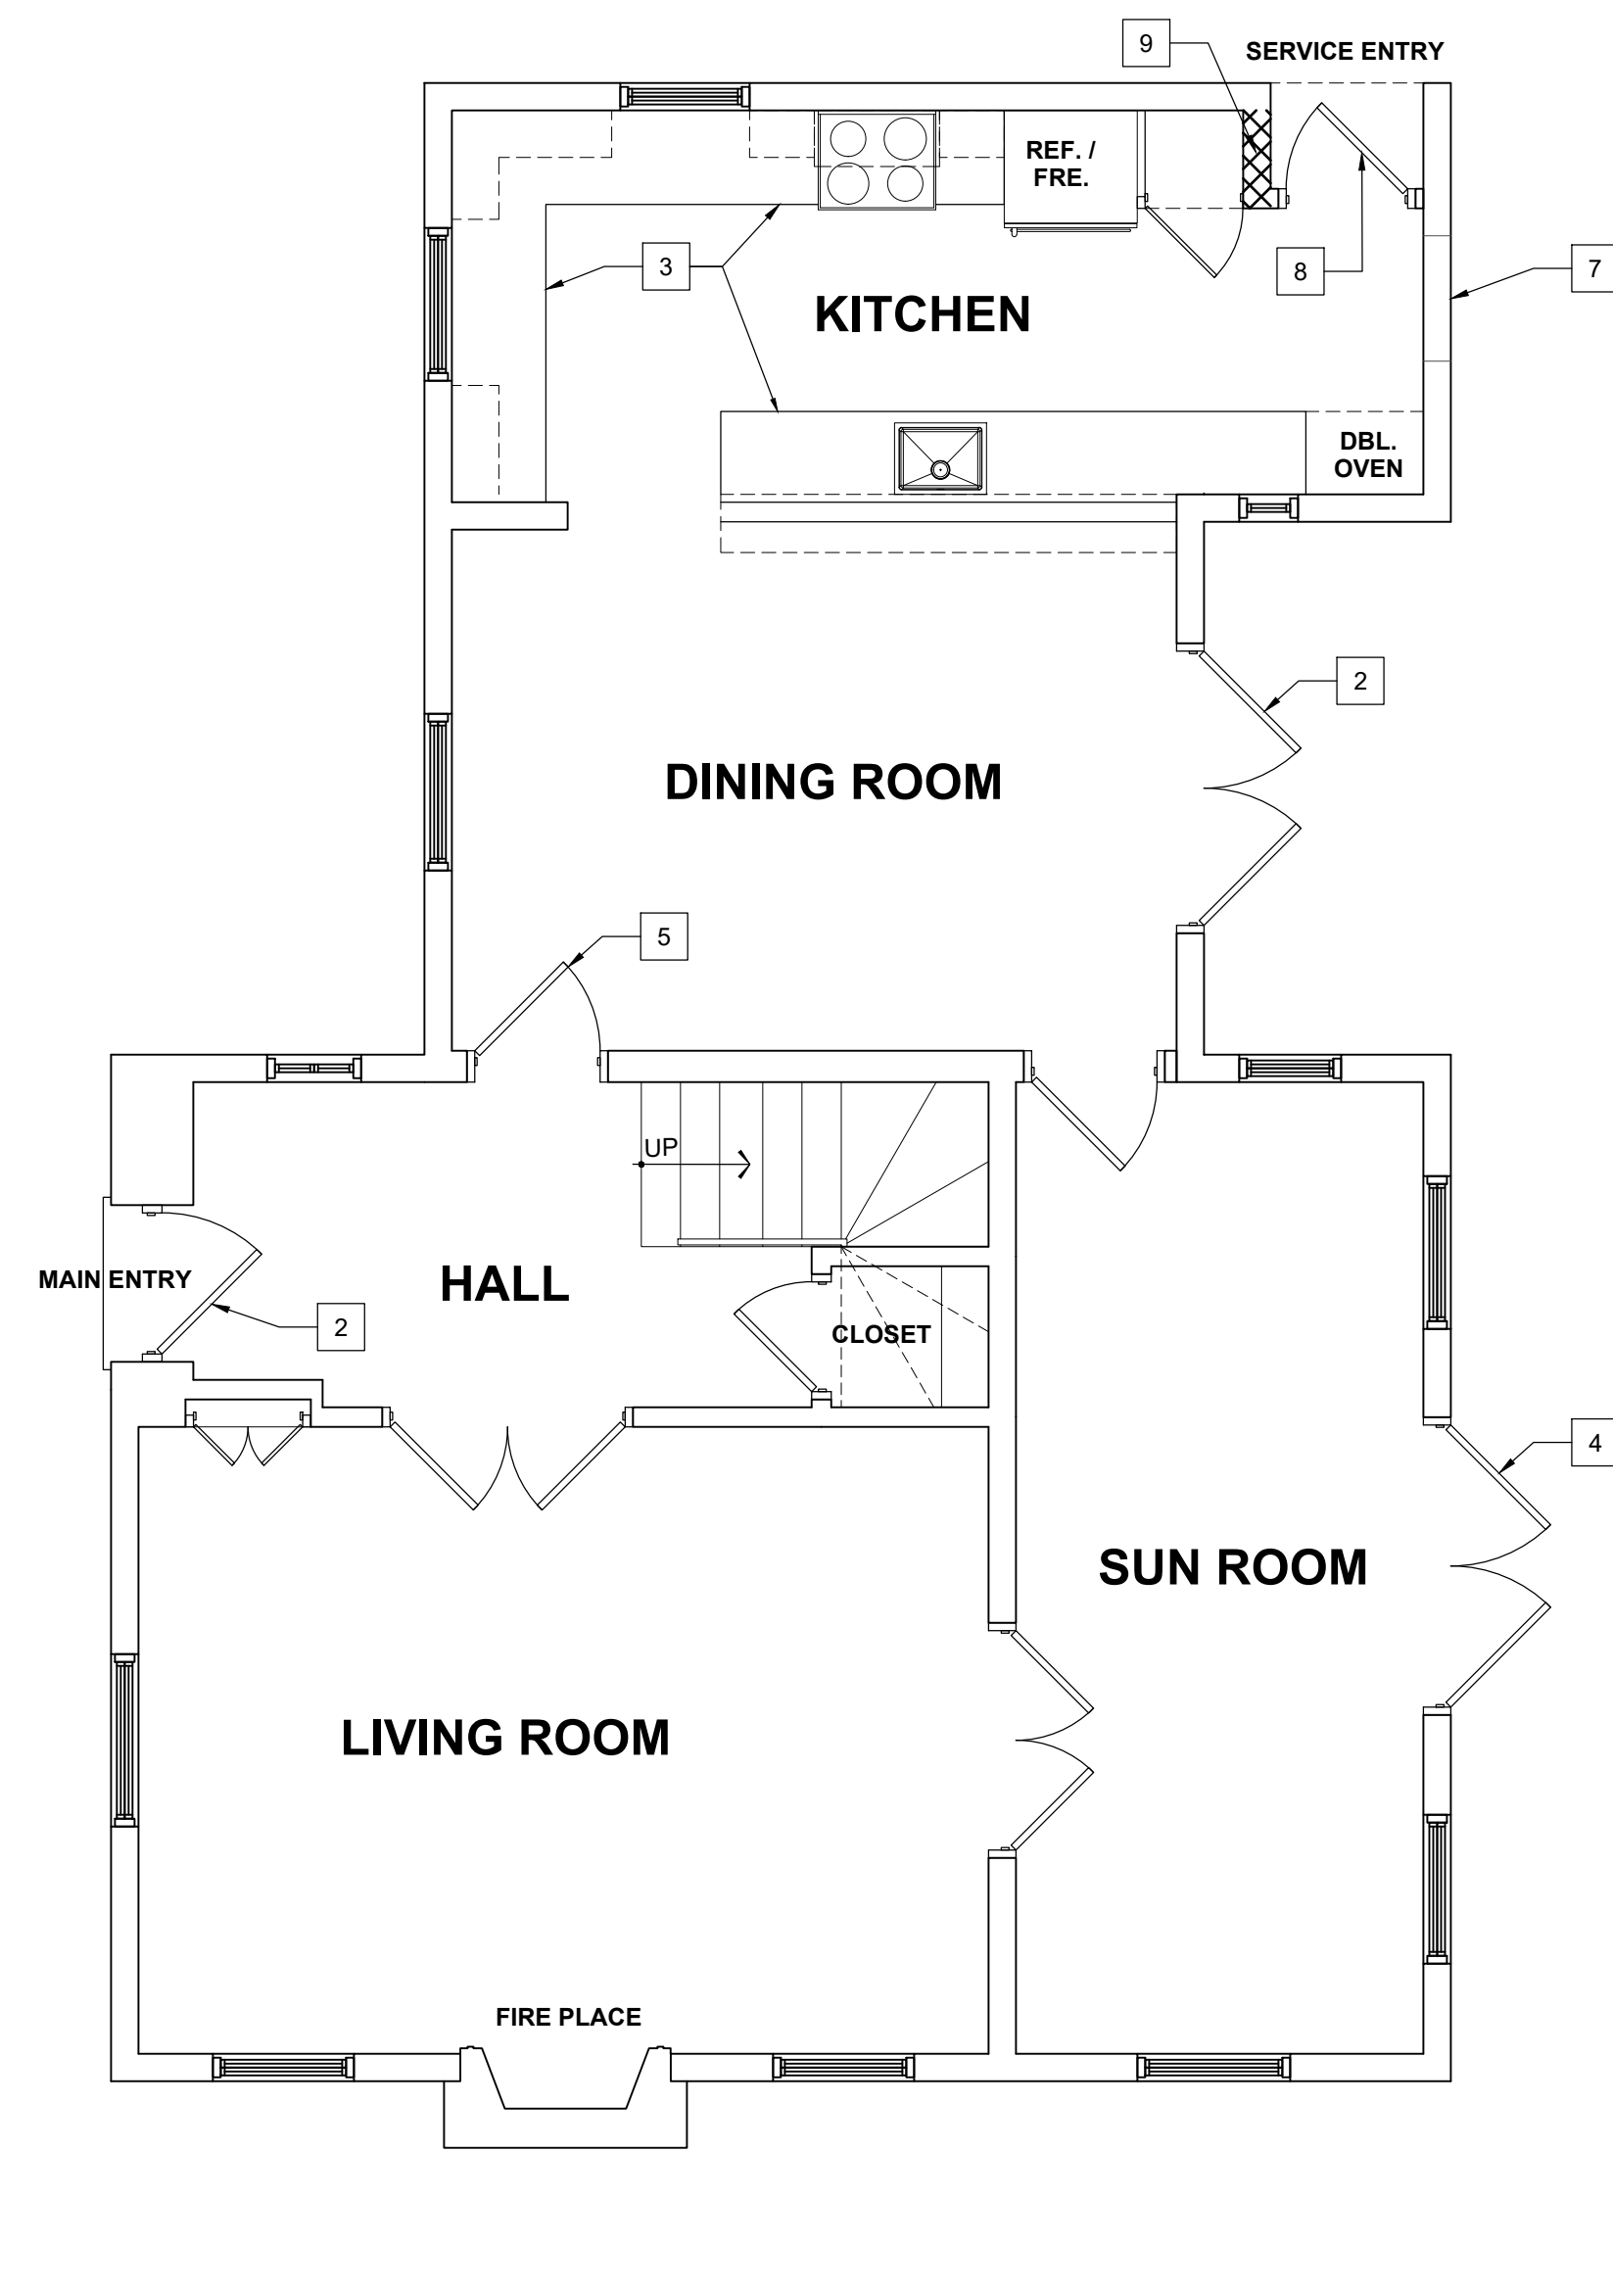 9
SERVICE ENTRY
REF. /
FRE.
3
8
7
KITCHEN
DBL.
OVEN
2
DINING ROOM
5
UP
MAIN ENTRY
HALL
2
CLOSET
4
SUN ROOM
LIVING ROOM
FIRE PLACE